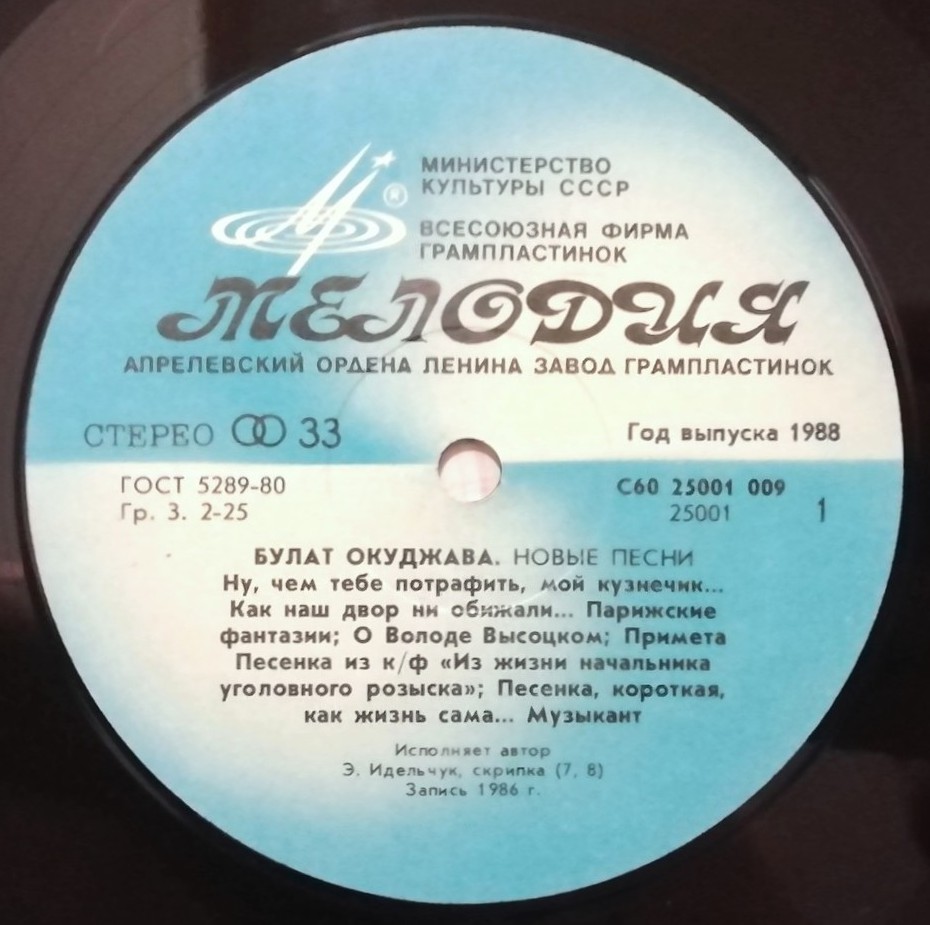 МИНИСТЕРСТВО
КУЛЬТУРЫ СССР
®
ВСЕСОЮЗНАЯ ФИРМА
ГРАМПЛАСТИНОК
МЕЛОДИЯ
АПРЕЛЕВСКИЙ ОРДЕНА ЛЕНИНА ЗАВОД ГРАМПЛАСТИНОК
СТЕРЕО 33
Год выпуска 1988
ГОСТ 5289-80
Гр. 3. 2-25
С60 25001 009
25001 1
БУЛАТ ОКУДЖАВА. НОВЫЕ ПЕСНИ
Ну, чем тебе потрафить, мой кузнечик...
Как наш двор ни обижали... Парижские
фантазии; О Володе Высоцком; Примета
Песенка из к/ф «Из жизни начальника
уголовного розыска»; Песенка, короткая,
как жизнь сама... Музыкант
Исполняет автор
Э. Идельчук, скрипка (7, 8)
Запись 1986 г.